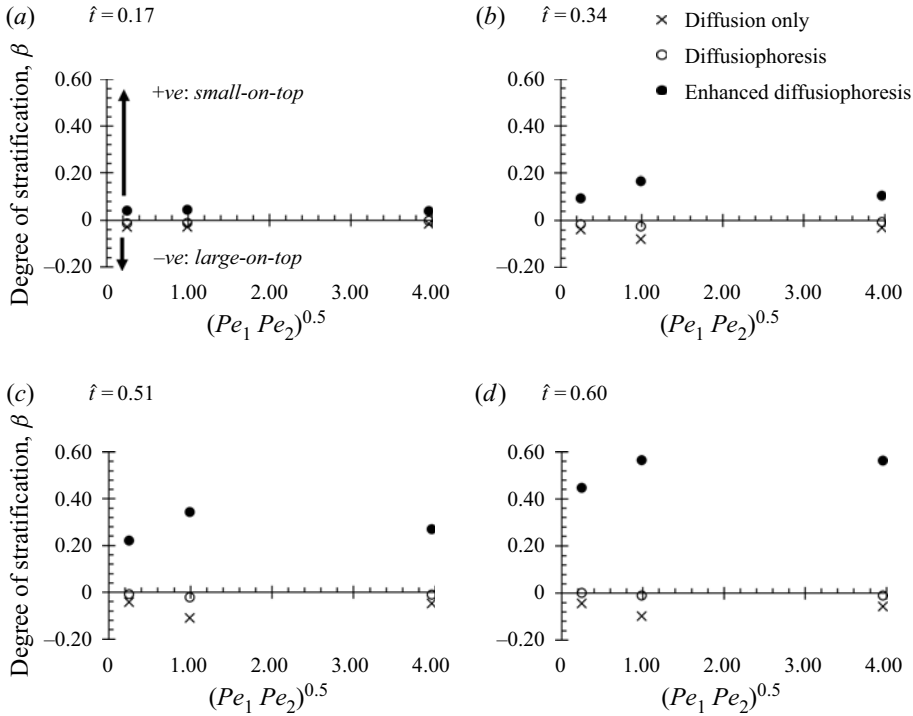 (a) t̂ = 0.17
(b) t̂ = 0.34
Diffusion only
Diffusiophoresis
Enhanced diffusiophoresis
Degree of stratification, β
0.60
0.40
0.20
0
–0.20
+ve: small-on-top
–ve: large-on-top
0 1.00 2.00 3.00 4.00
(Pe₁ Pe₂)^0.5
0.60
0.40
0.20
0
–0.20
0 1.00 2.00 3.00 4.00
(Pe₁ Pe₂)^0.5
(c) t̂ = 0.51
(d) t̂ = 0.60
Degree of stratification, β
0.60
0.40
0.20
0
–0.20
0 1.00 2.00 3.00 4.00
(Pe₁ Pe₂)^0.5
0.60
0.40
0.20
0
–0.20
0 1.00 2.00 3.00 4.00
(Pe₁ Pe₂)^0.5